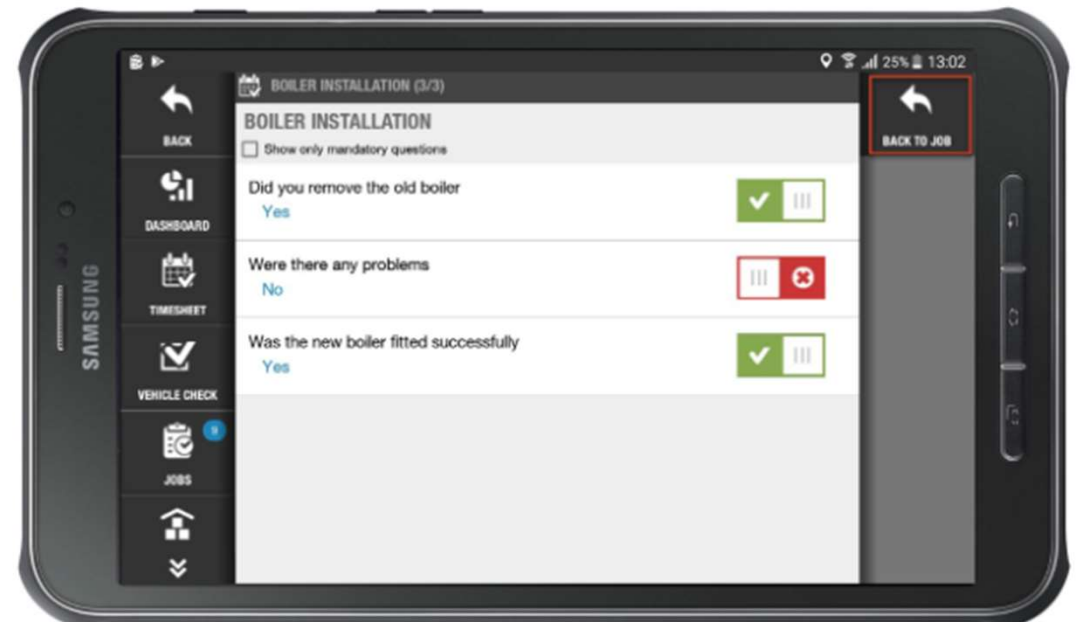 25% 13:02
BACK
DASHBOARD
TIMESHEET
VEHICLE CHECK
9
JOBS
BOILER INSTALLATION (3/3)
BOILER INSTALLATION
Show only mandatory questions
Did you remove the old boiler
Yes
Were there any problems
No
Was the new boiler fitted successfully
Yes
BACK TO JOB
SAMSUNG